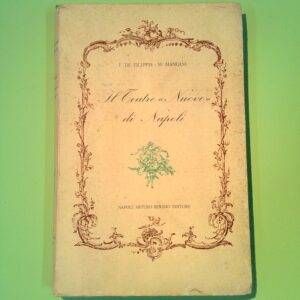 F. DE FILIPPIS - M. MANGINI
Il Teatro «Nuovo»
di Napoli
NAPOLI ARTURO BERISIO EDITORE